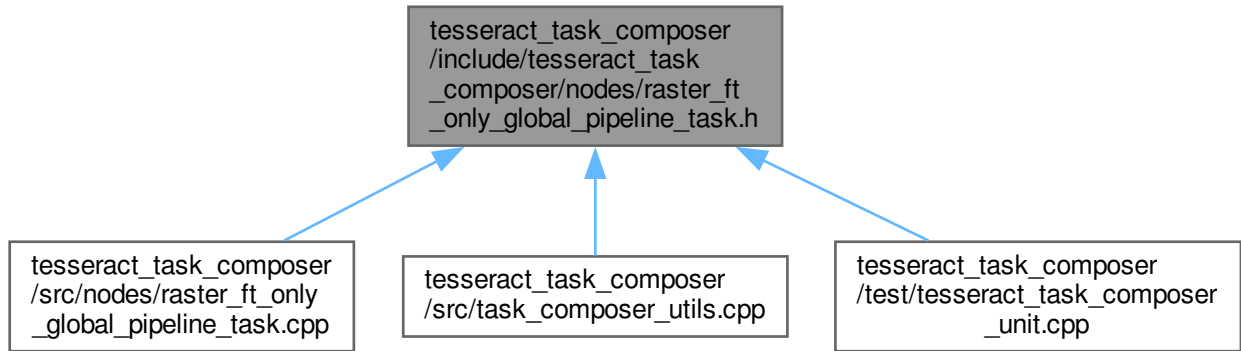 tesseract_task_composer
/include/tesseract_task
_composer/nodes/raster_ft
_only_global_pipeline_task.h
tesseract_task_composer
/src/nodes/raster_ft_only
_global_pipeline_task.cpp
tesseract_task_composer
/src/task_composer_utils.cpp
tesseract_task_composer
/test/tesseract_task_composer
_unit.cpp